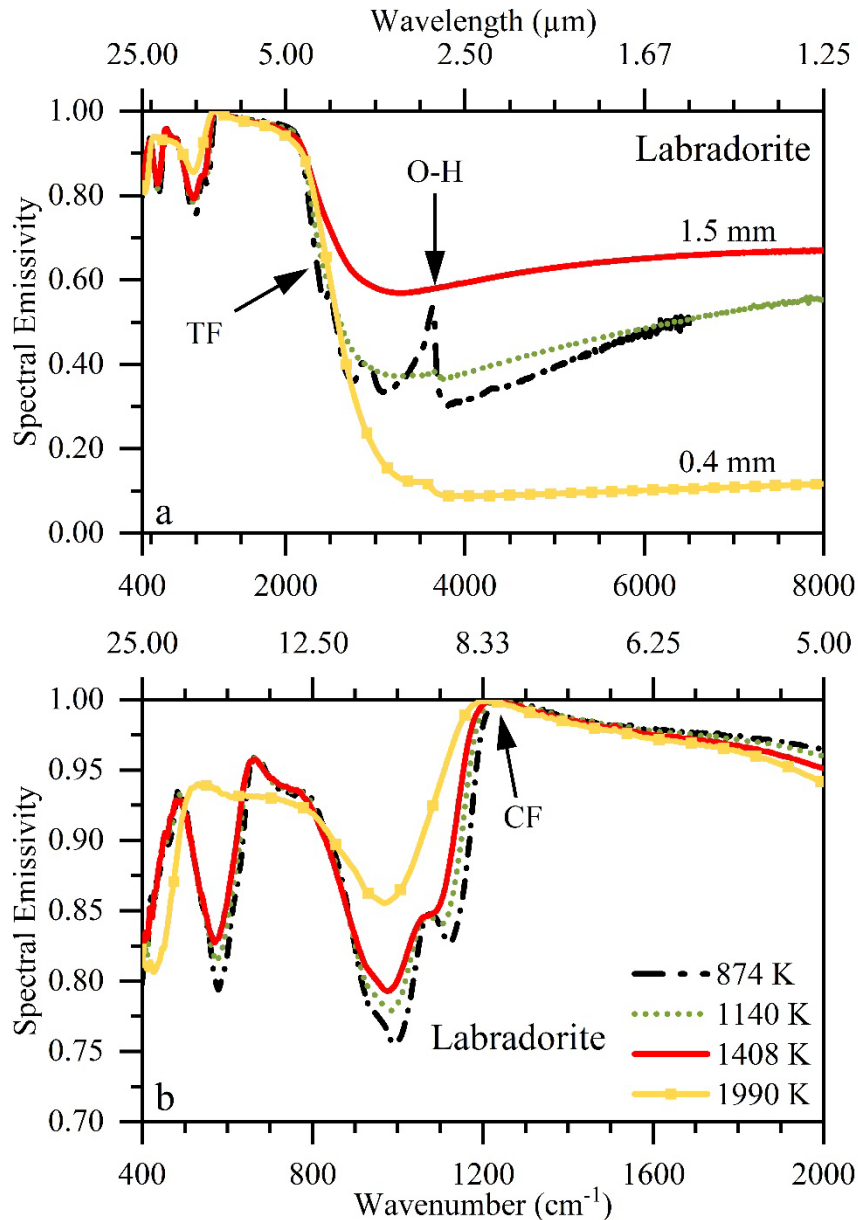 Wavelength (µm)
25.00 5.00 2.50 1.67 1.25
1.00
0.80
0.60
0.40
0.20
0.00
Spectral Emissivity
Labradorite
O-H
1.5 mm
TF
0.4 mm
a
400 2000 4000 6000 8000
25.00 12.50 8.33 6.25 5.00
1.00
0.95
0.90
0.85
0.80
0.75
0.70
Spectral Emissivity
CF
874 K
1140 K
1408 K
1990 K
Labradorite
b
400 800 1200 1600 2000
Wavenumber (cm⁻¹)